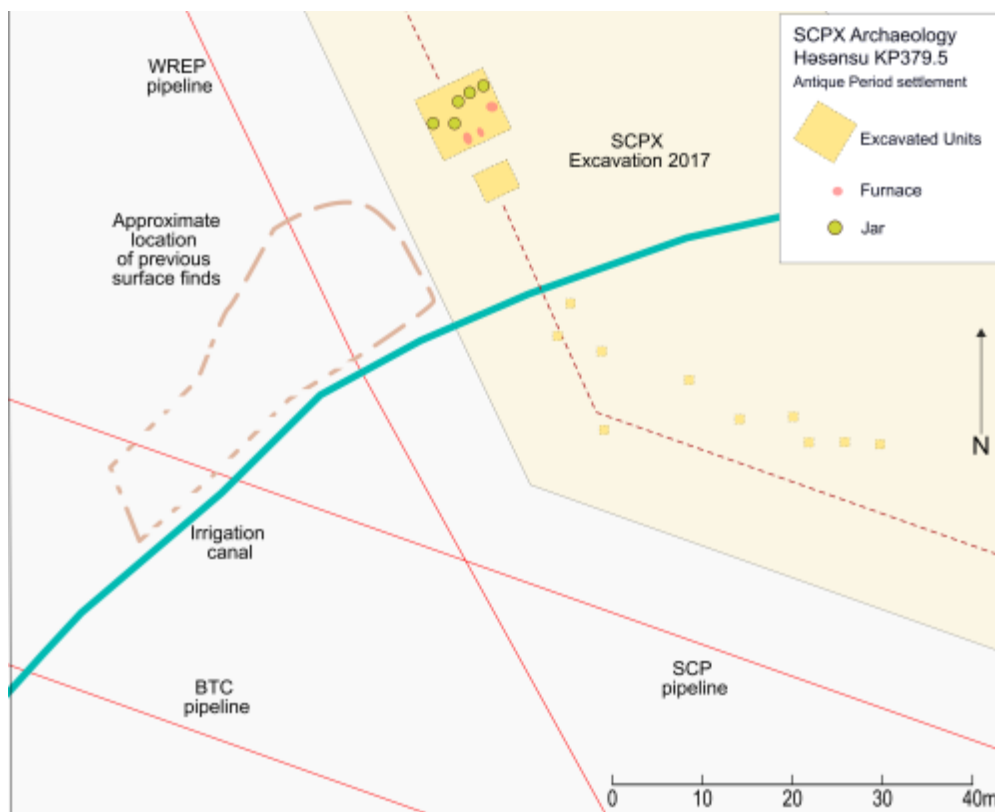 WREP
pipeline
SCPX Archaeology
Həsənsu KP379.5
Antique Period settlement
Excavated Units
Furnace
Jar
SCPX
Excavation 2017
Approximate
location
of previous
surface finds
N
Irrigation
canal
SCP
pipeline
BTC
pipeline
0 10 20 30 40m